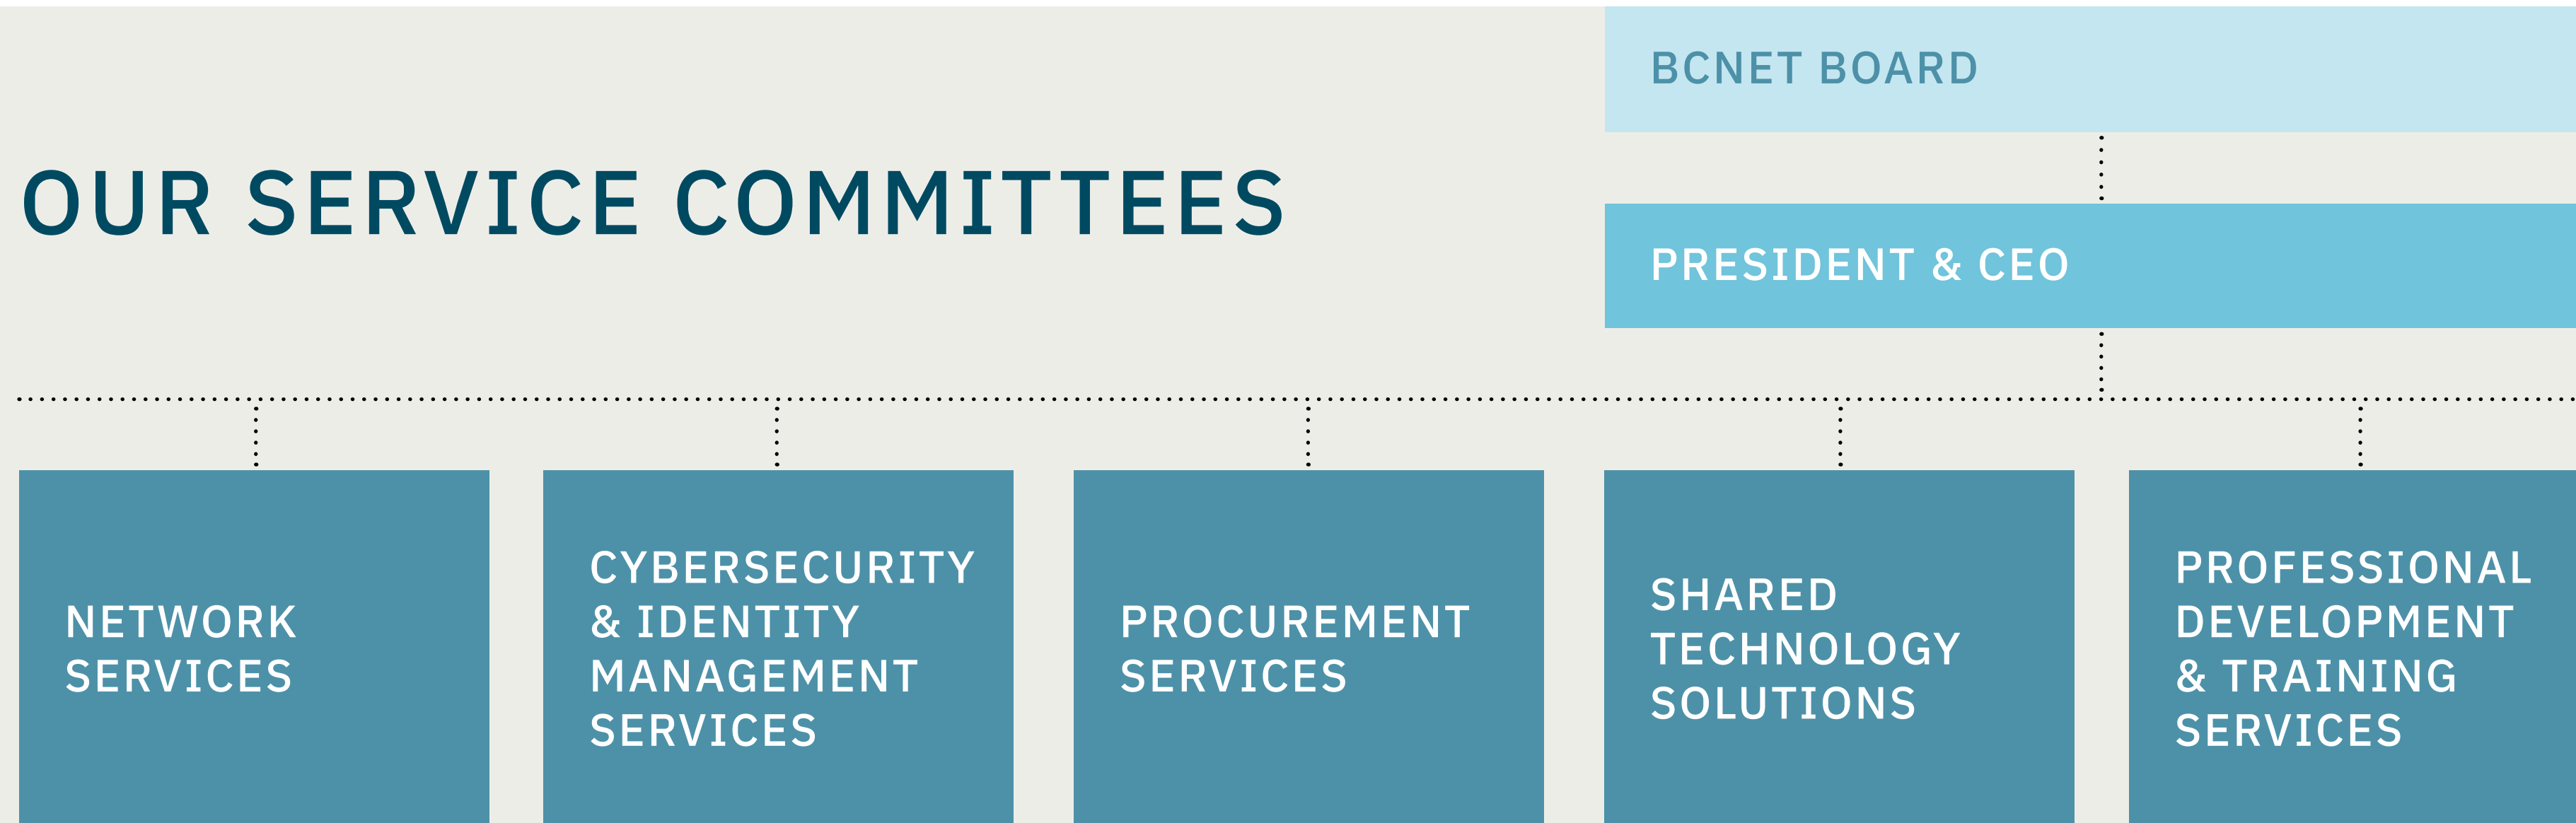 BCNET BOARD
OUR SERVICE COMMITTEES
PRESIDENT & CEO
NETWORK
SERVICES
CYBERSECURITY
& IDENTITY
MANAGEMENT
SERVICES
PROCUREMENT
SERVICES
SHARED
TECHNOLOGY
SOLUTIONS
PROFESSIONAL
DEVELOPMENT
& TRAINING
SERVICES